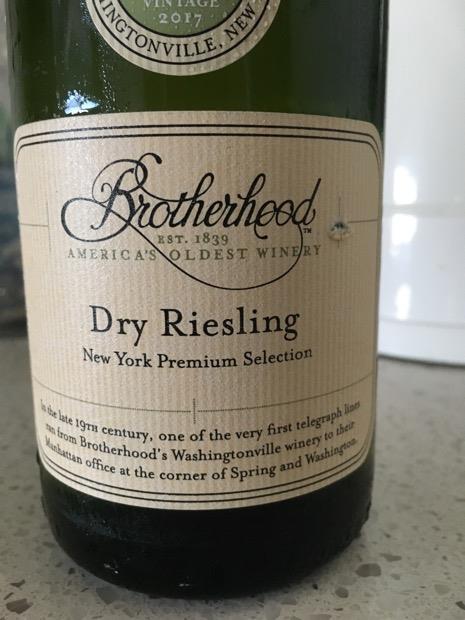 VINTAGE
2017
INGTONVILLE, NEW
Brotherhood™
EST. 1839
AMERICA'S OLDEST WINERY
Dry Riesling
New York Premium Selection
In the late 19TH century, one of the very first telegraph lines
ran from Brotherhood's Washingtonville winery to their
Manhattan office at the corner of Spring and Washington.